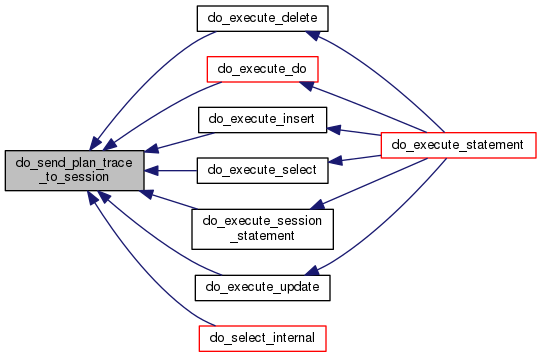 do_execute_delete
do_execute_do
do_execute_insert
do_execute_statement
do_send_plan_trace
_to_session
do_execute_select
do_execute_session
_statement
do_execute_update
do_select_internal